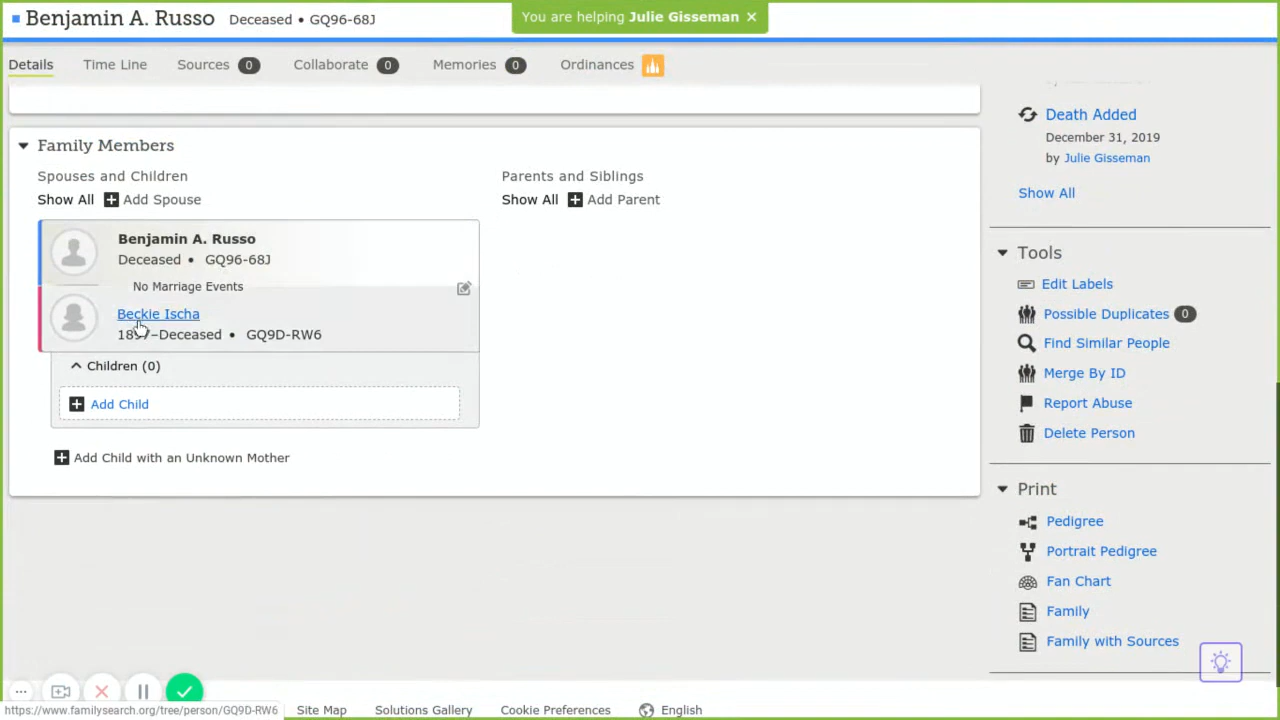 Benjamin A. Russo Deceased • GQ96-68J
You are helping Julie Gisseman ×
Details Time Line Sources 0 Collaborate 0 Memories 0 Ordinances
Family Members
Spouses and Children
Show All Add Spouse
Benjamin A. Russo
Deceased • GQ96-68J
No Marriage Events
Beckie Ischa
1897–Deceased • GQ9D-RW6
Children (0)
Add Child
Add Child with an Unknown Mother
Parents and Siblings
Show All Add Parent
Death Added
December 31, 2019
by Julie Gisseman
Show All
Tools
Edit Labels
Possible Duplicates 0
Find Similar People
Merge By ID
Report Abuse
Delete Person
Print
Pedigree
Portrait Pedigree
Fan Chart
Family
Family with Sources
https://www.familysearch.org/tree/person/GQ9D-RW6 Site Map Solutions Gallery Cookie Preferences English